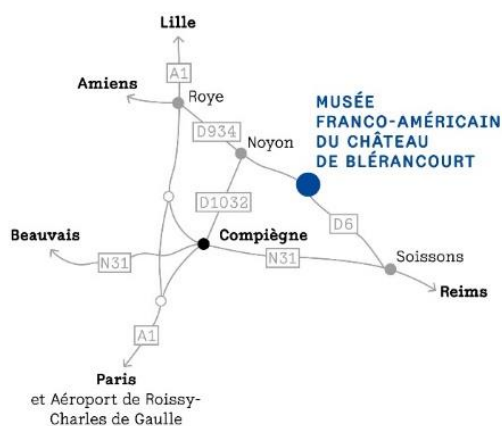 Lille
A1
Amiens
Roye
MUSÉE
FRANCO-AMÉRICAIN
DU CHÂTEAU
DE BLÉRANCOURT
D934
Noyon
D1032
D6
Beauvais
Compiègne
N31
N31
Soissons
Reims
A1
Paris
et Aéroport de Roissy-
Charles de Gaulle